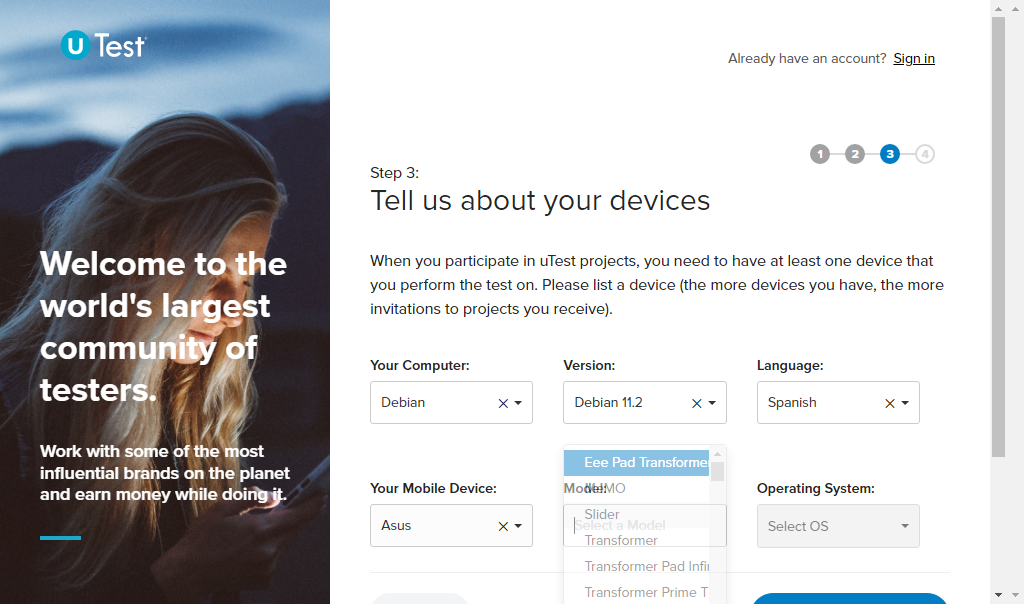 U Test
Already have an account? Sign in
1 2 3 4
Step 3:
Tell us about your devices
Welcome to the
world's largest
community of
testers.
Work with some of the most
influential brands on the planet
and earn money while doing it.
When you participate in uTest projects, you need to have at least one device that
you perform the test on. Please list a device (the more devices you have, the more
invitations to projects you receive).
Your Computer: Version: Language:
Debian Debian 11.2 Spanish
Your Mobile Device: Model: Operating System:
Asus Select a Model Select OS
Eee Pad Transformer
MeMO
Slider
Transformer
Transformer Pad Infi
Transformer Prime T